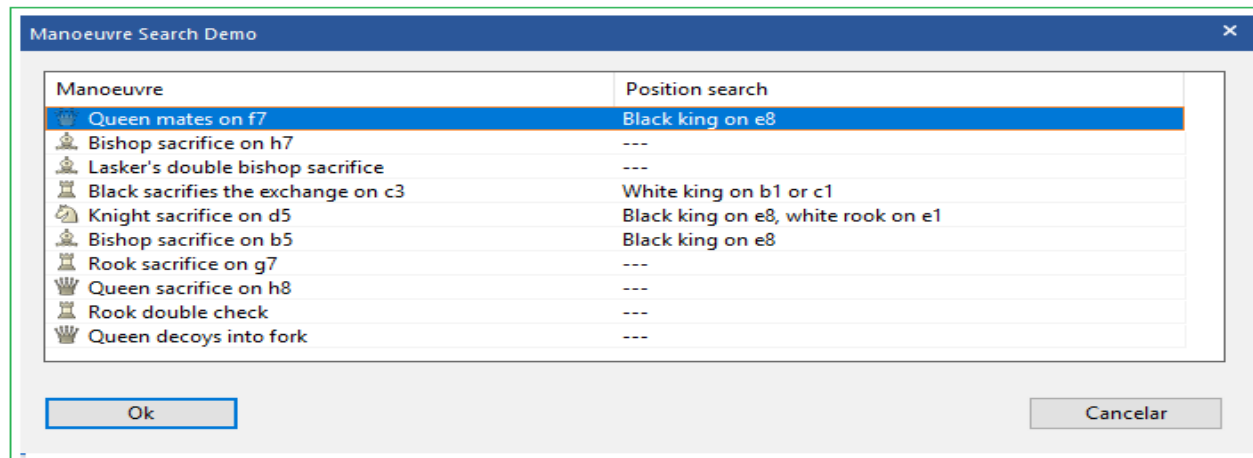 Manoeuvre Search Demo
Manoeuvre Position search
Queen mates on f7 Black king on e8
Bishop sacrifice on h7 ---
Lasker's double bishop sacrifice ---
Black sacrifies the exchange on c3 White king on b1 or c1
Knight sacrifice on d5 Black king on e8, white rook on e1
Bishop sacrifice on b5 Black king on e8
Rook sacrifice on g7 ---
Queen sacrifice on h8 ---
Rook double check ---
Queen decoys into fork ---
Ok Cancelar